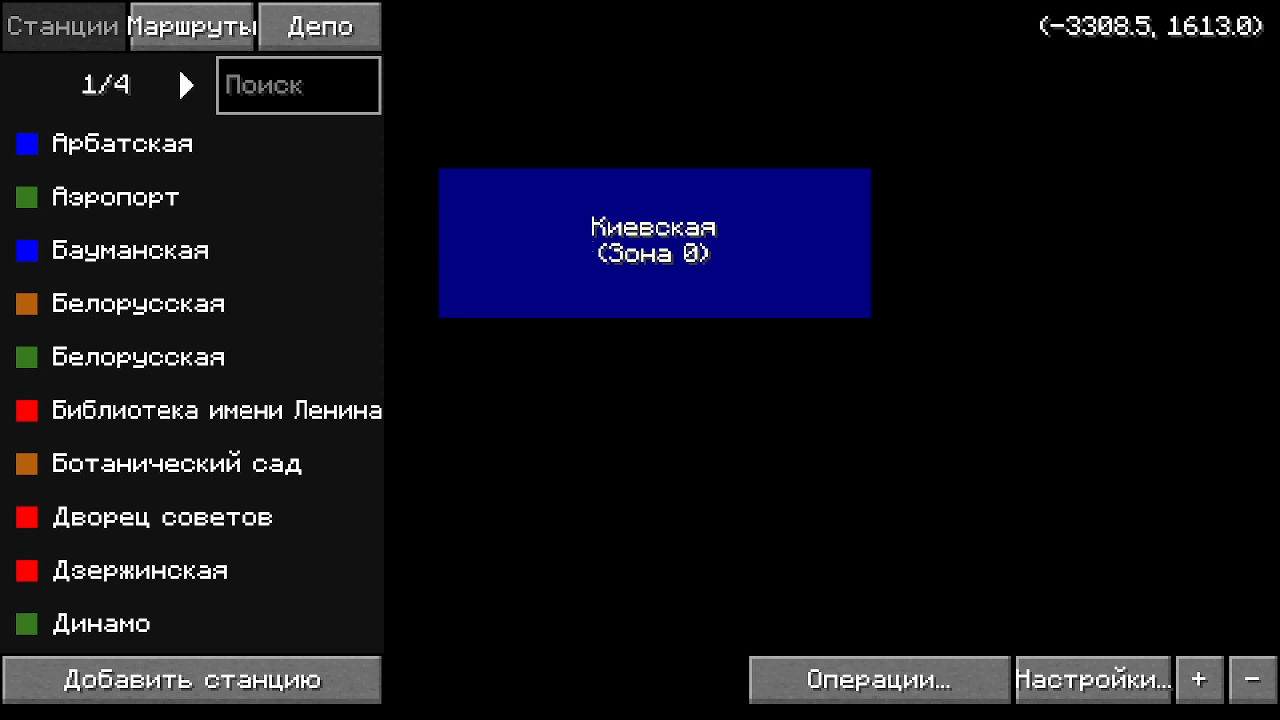 Станции Маршруты Депо (-3308.5, 1613.0)
1/4 Поиск
Арбатская
Аэропорт
Бауманская
Белорусская
Белорусская
Библиотека имени Ленина
Ботанический сад
Дворец советов
Дзержинская
Динамо
Киевская
(Зона 0)
Добавить станцию Операции... Настройки... + -